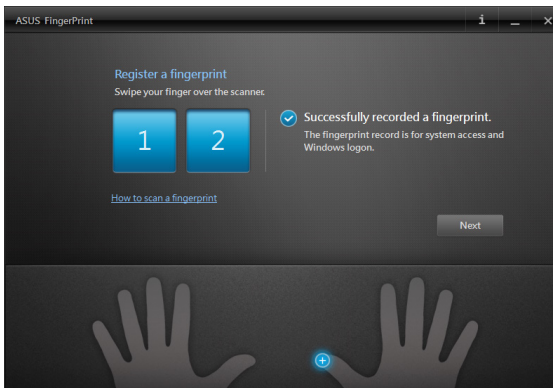 ASUS FingerPrint
Register a fingerprint
Swipe your finger over the scanner.
1 2
Successfully recorded a fingerprint.
The fingerprint record is for system access and
Windows logon.
How to scan a fingerprint
Next